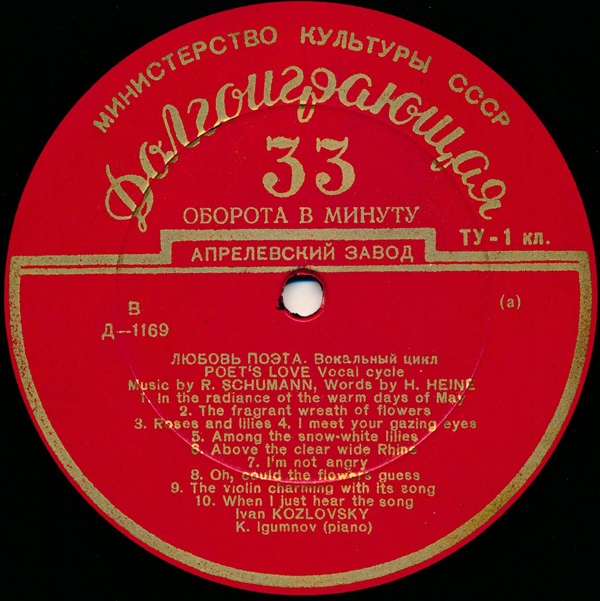 МИНИСТЕРСТВО КУЛЬТУРЫ СССР
Долгоиграющая
33
ОБОРОТА В МИНУТУ
ТУ-1 кл.
АПРЕЛЕВСКИЙ ЗАВОД
В
Д—1169
(а)
ЛЮБОВЬ ПОЭТА. Вокальный цикл
POET'S LOVE Vocal cycle
Music by R. SCHUMANN, Words by H. HEINE
1. In the radiance of the warm days of May
2. The fragrant wreath of flowers
3. Roses and lilies 4. I meet your gazing eyes
5. Among the snow-white lilies
6. Above the clear wide Rhine
7. I'm not angry
8. Oh, could the flowers guess
9. The violin charming with its song
10. When I just hear the song
Ivan KOZLOVSKY
K. Igumnov (piano)